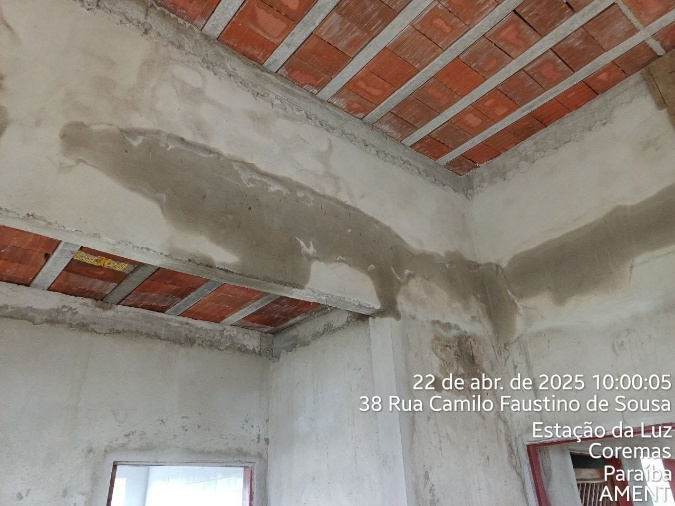 22 de abr. de 2025 10:00:05
38 Rua Camilo Faustino de Sousa
Estação da Luz
Coremas
Paraíba
AMENT